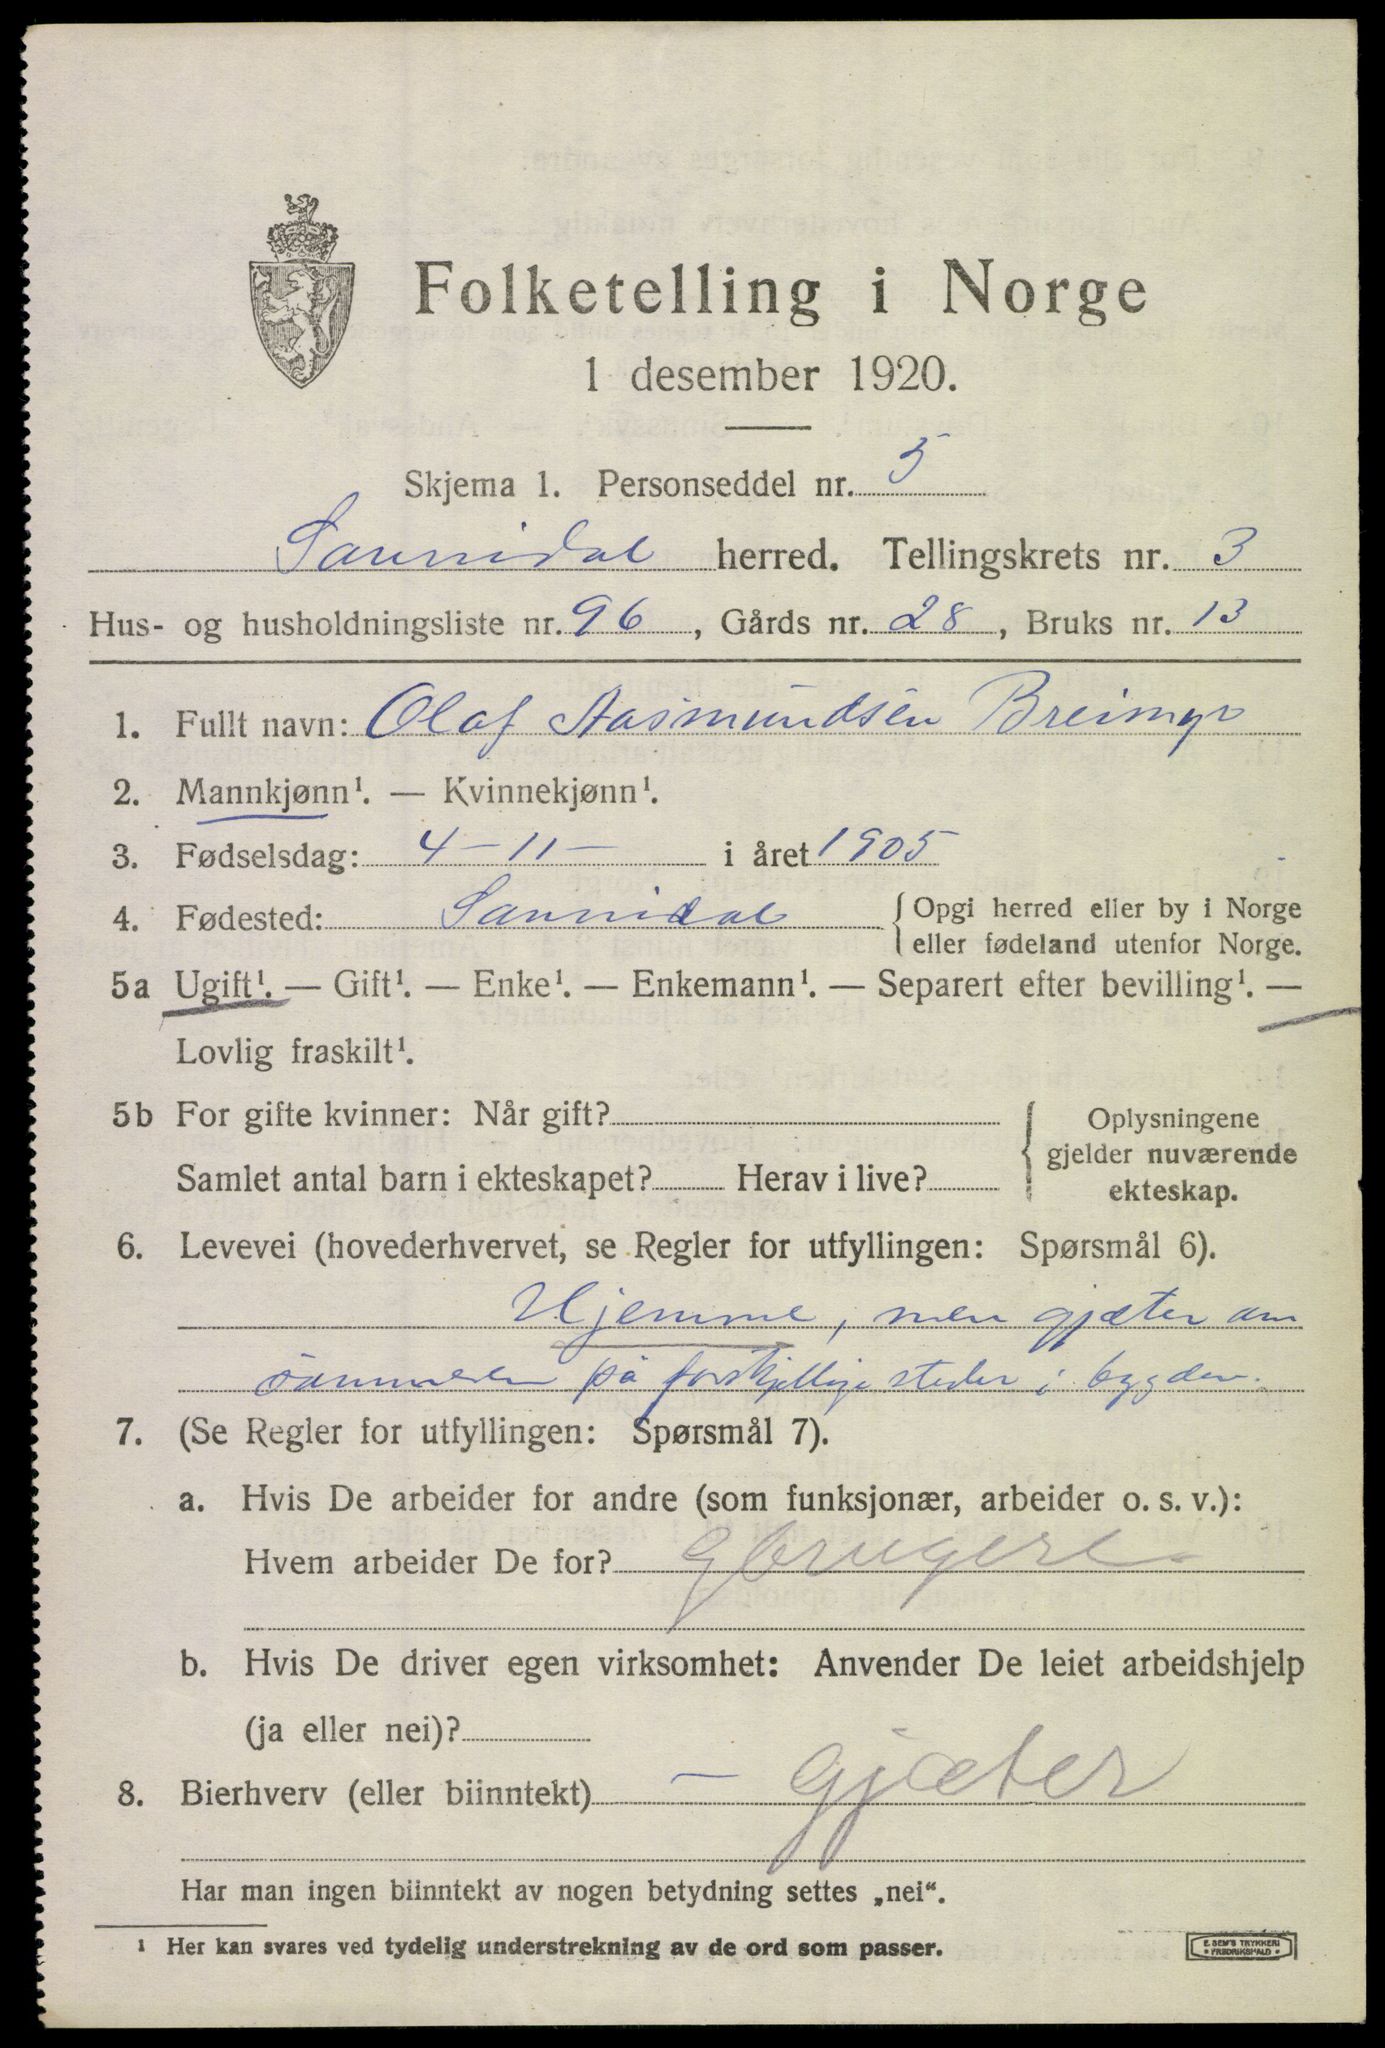 Folketelling i Norge
1 desember 1920.
Skjema 1. Personseddel nr. 5
Sannidal herred. Tellingskrets nr. 3
Hus- og husholdningsliste nr. 96, Gårds nr. 28, Bruks nr. 13
1. Fullt navn: Olaf Aasmundsen Breimyr
2. Mannkjønn¹. — Kvinnekjønn¹.
3. Fødselsdag: 4-11- i året 1905
4. Fødested: Sannidal { Opgi herred eller by i Norge
eller fødeland utenfor Norge.
5a Ugift¹. — Gift¹. — Enke¹. — Enkemann¹. — Separert efter bevilling¹. —
Lovlig fraskilt¹.
5b For gifte kvinner: Når gift?
Samlet antal barn i ekteskapet? Herav i live?
{ Oplysningene
gjelder nuværende
ekteskap.
6. Levevei (hovederhvervet, se Regler for utfyllingen: Spørsmål 6).
Hjemme, men gjæter om
sommeren på forskjellige steder i bygden.
7. (Se Regler for utfyllingen: Spørsmål 7).
a. Hvis De arbeider for andre (som funksjonær, arbeider o. s. v.):
Hvem arbeider De for? Gbrugere
b. Hvis De driver egen virksomhet: Anvender De leiet arbeidshjelp
(ja eller nei)?
8. Bierhverv (eller biinntekt) — Gjæter
Har man ingen biinntekt av nogen betydning settes „nei“.
¹ Her kan svares ved tydelig understrekning av de ord som passer.
E. SEM'S TRYKKERI
FREDRIKSHALD